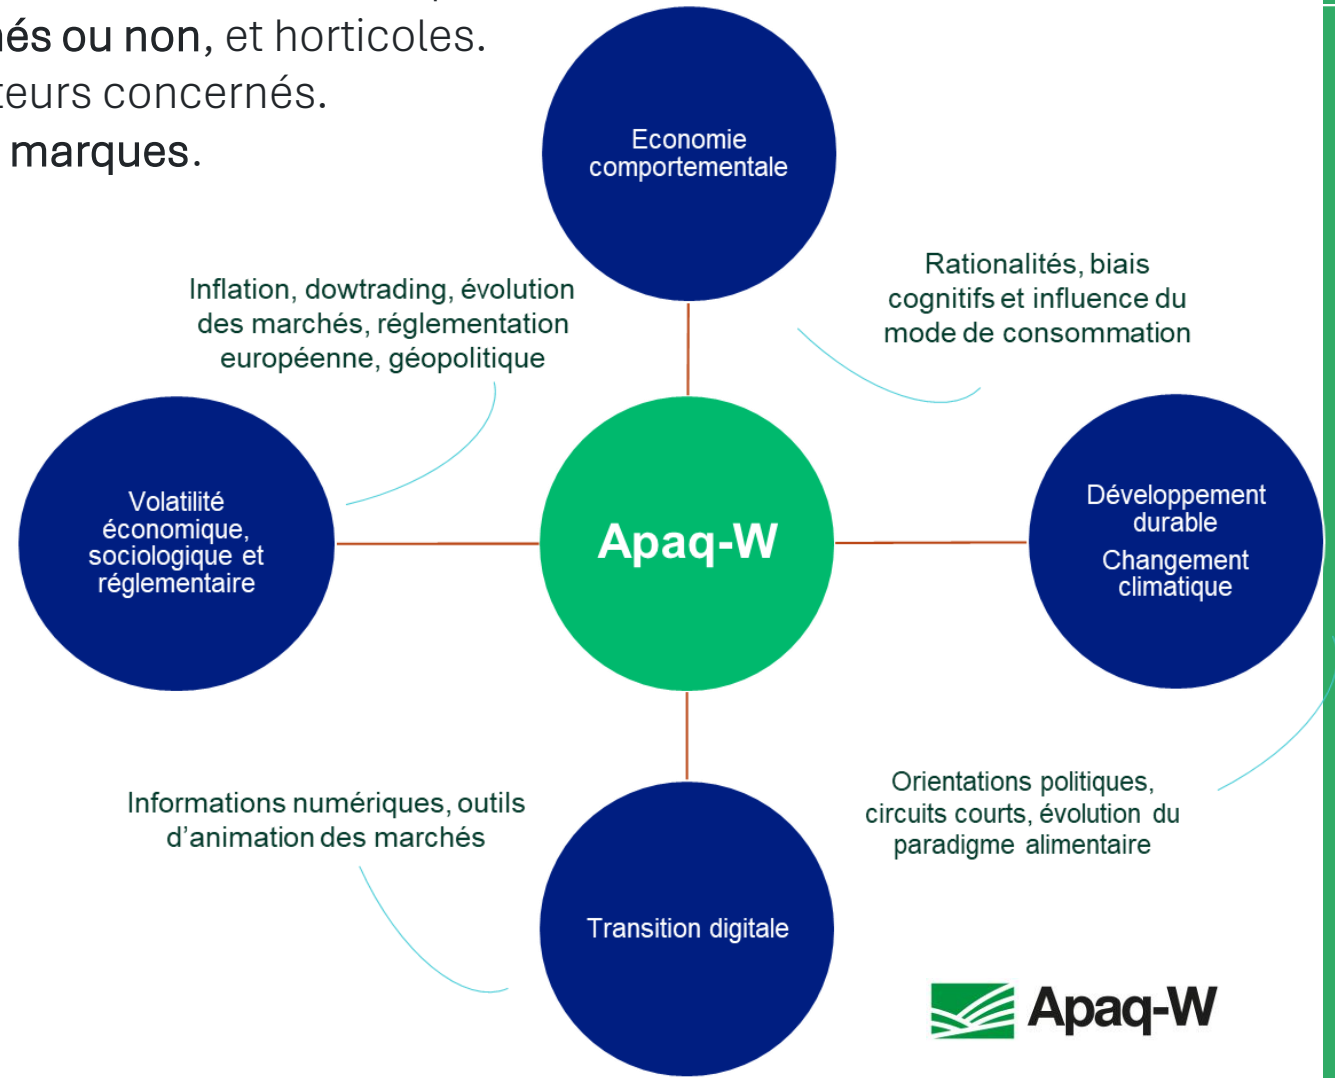 ou non, et horticoles.
concernés.
marques.
Economie
comportementale
Inflation, dowtrading, évolution
des marchés, réglementation
européenne, géopolitique
Rationalités, biais
cognitifs et influence du
mode de consommation
Volatilité
économique,
sociologique et
réglementaire
Apaq-W
Développement
durable
Changement
climatique
Informations numériques, outils
d'animation des marchés
Orientations politiques,
circuits courts, évolution du
paradigme alimentaire
Transition digitale
Apaq-W